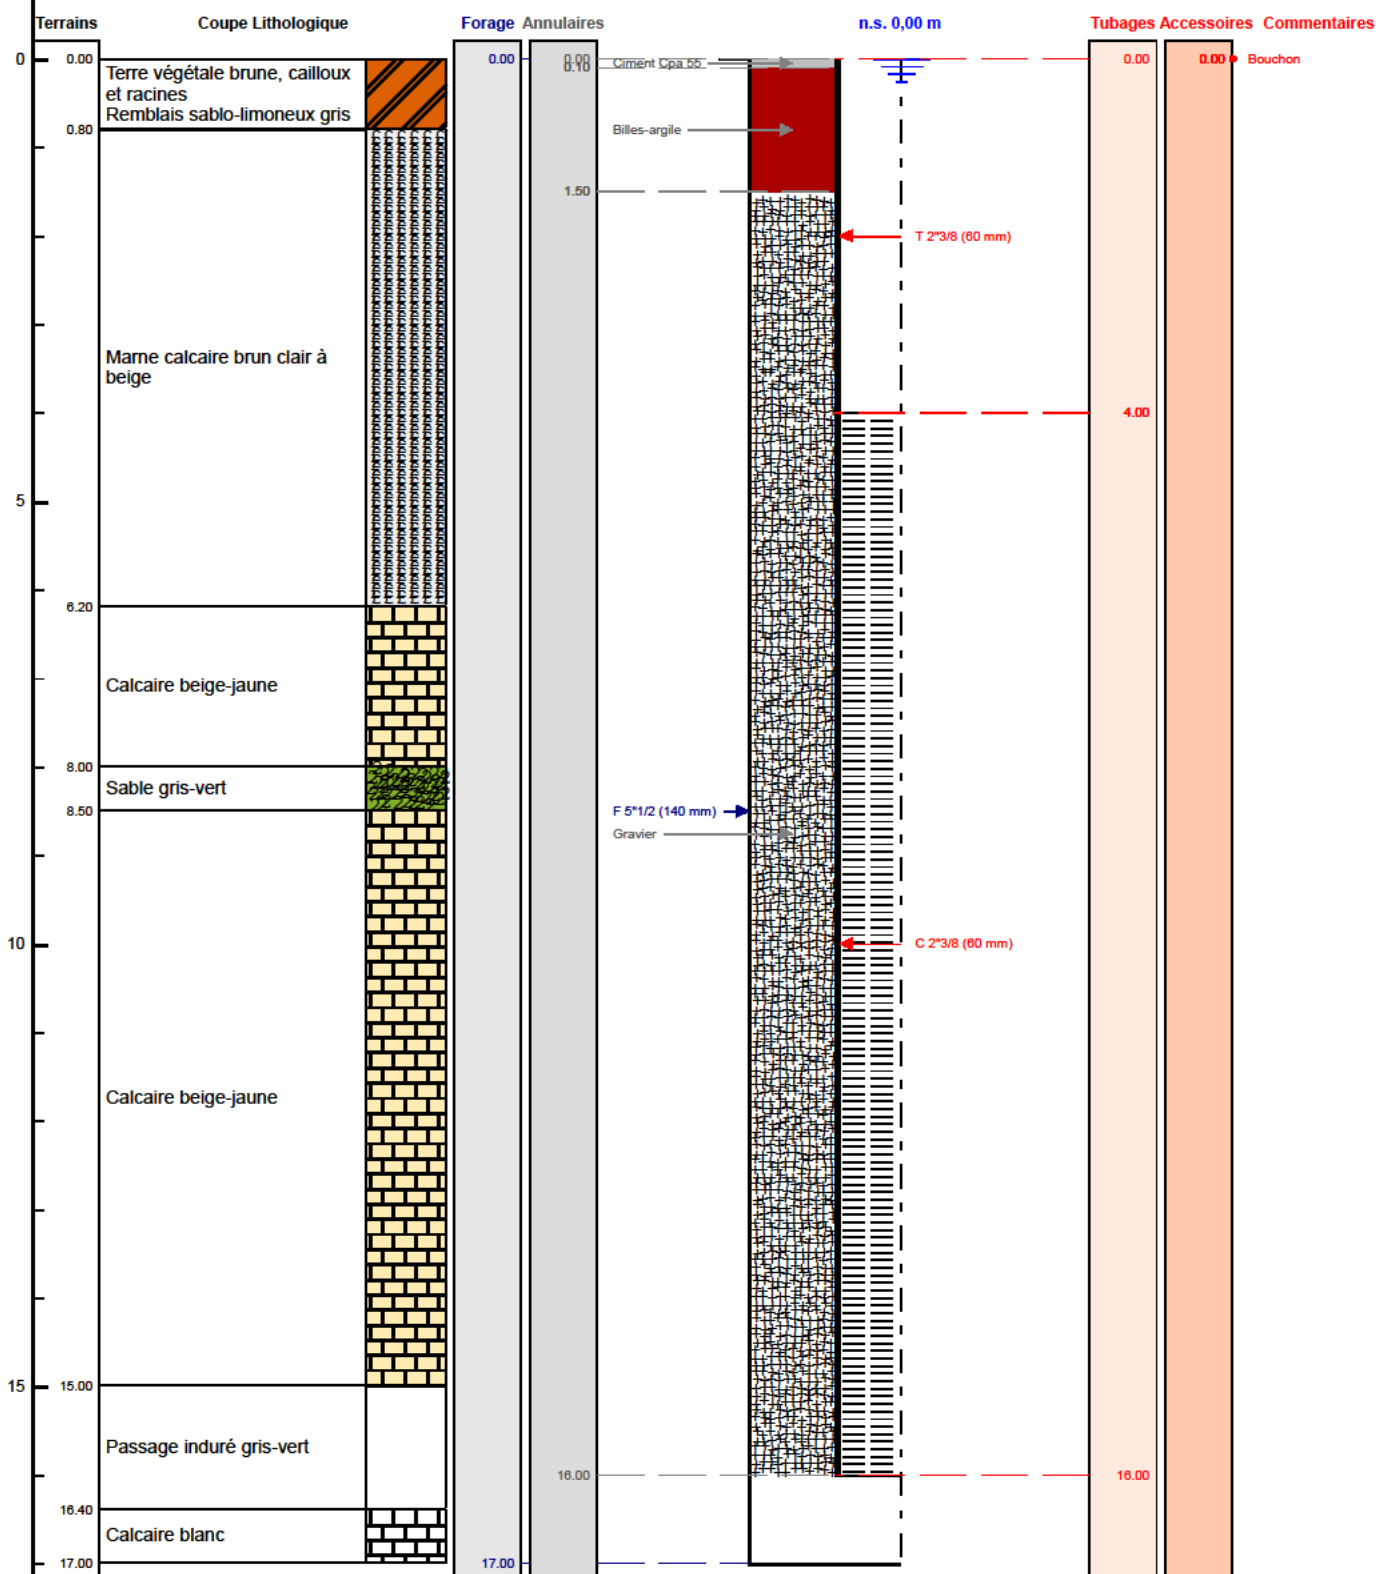 Terrains Coupe Lithologique Forage Annulaires n.s. 0,00 m Tubages Accessoires Commentaires
0 0.00 0.00 0.00 0.00 0.00 Bouchon
Ciment Cpa 55
0.10
Terre végétale brune, cailloux
et racines
Remblais sablo-limoneux gris
0.80
Billes-argile
1.50
T 2"3/8 (60 mm)
Marne calcaire brun clair à
beige
4.00
5
6.20
Calcaire beige-jaune
8.00
Sable gris-vert
8.50
F 5"1/2 (140 mm)
Gravier
10
C 2"3/8 (60 mm)
Calcaire beige-jaune
15 15.00
Passage induré gris-vert
16.00 16.00
16.40
Calcaire blanc
17.00 17.00